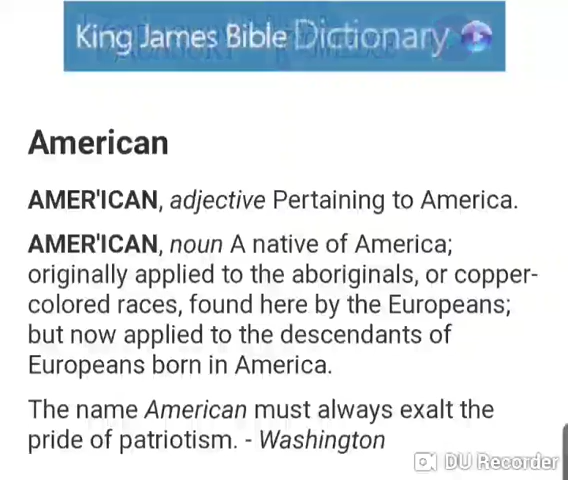 King James Bible Dictionary
American
AMER'ICAN, adjective Pertaining to America.
AMER'ICAN, noun A native of America;
originally applied to the aboriginals, or copper-
colored races, found here by the Europeans;
but now applied to the descendants of
Europeans born in America.
The name American must always exalt the
pride of patriotism. - Washington
DU Recorder